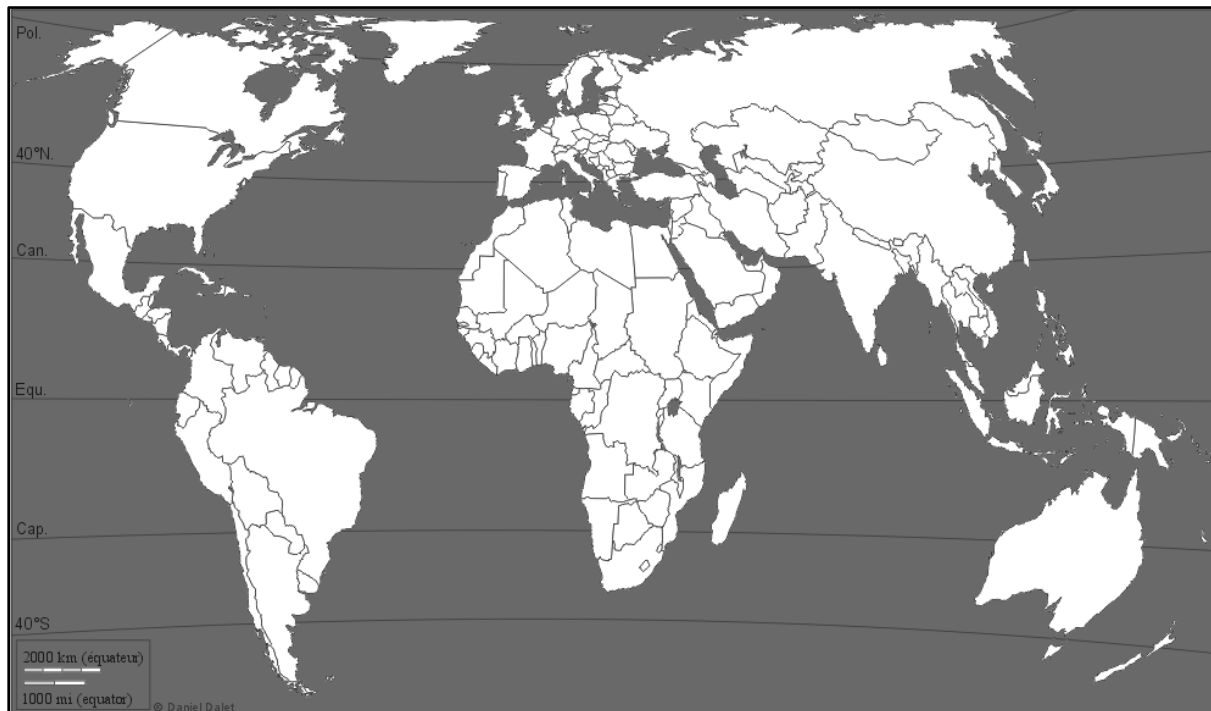 Pol.
40°N.
Can.
Equ.
Cap.
40°S
2000 km (équateur)
1000 mi (equator)
© Daniel Dalet